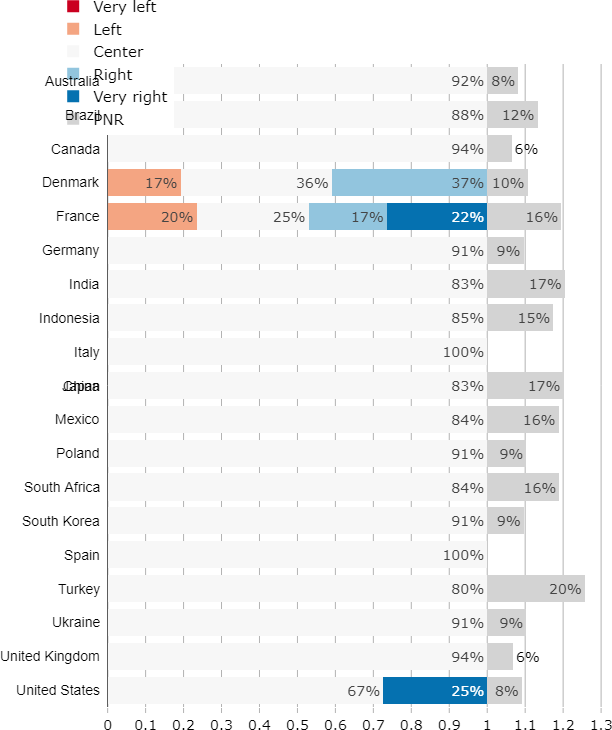 Very left
Left
Center
Right
Very right
PNR
Australia 92% 8%
Brazil 88% 12%
Canada 94% 6%
Denmark 17% 36% 37% 10%
France 20% 25% 17% 22% 16%
Germany 91% 9%
India 83% 17%
Indonesia 85% 15%
Italy 100%
Japan China 83% 17%
Mexico 84% 16%
Poland 91% 9%
South Africa 84% 16%
South Korea 91% 9%
Spain 100%
Turkey 80% 20%
Ukraine 91% 9%
United Kingdom 94% 6%
United States 67% 25% 8%
0 0.1 0.2 0.3 0.4 0.5 0.6 0.7 0.8 0.9 1 1.1 1.2 1.3